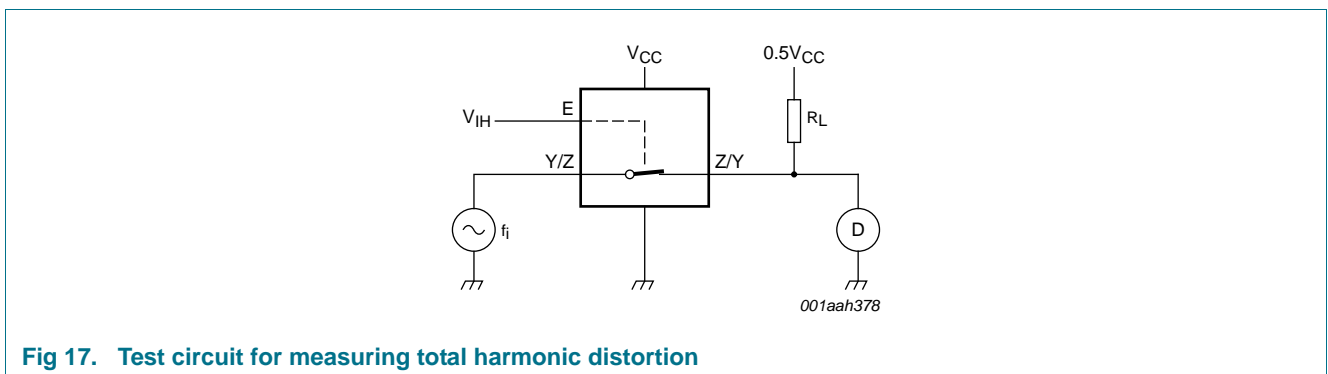 V_CC
0.5V_CC
E
V_IH
R_L
Y/Z
Z/Y
f_i
D
001aah378
Fig 17. Test circuit for measuring total harmonic distortion